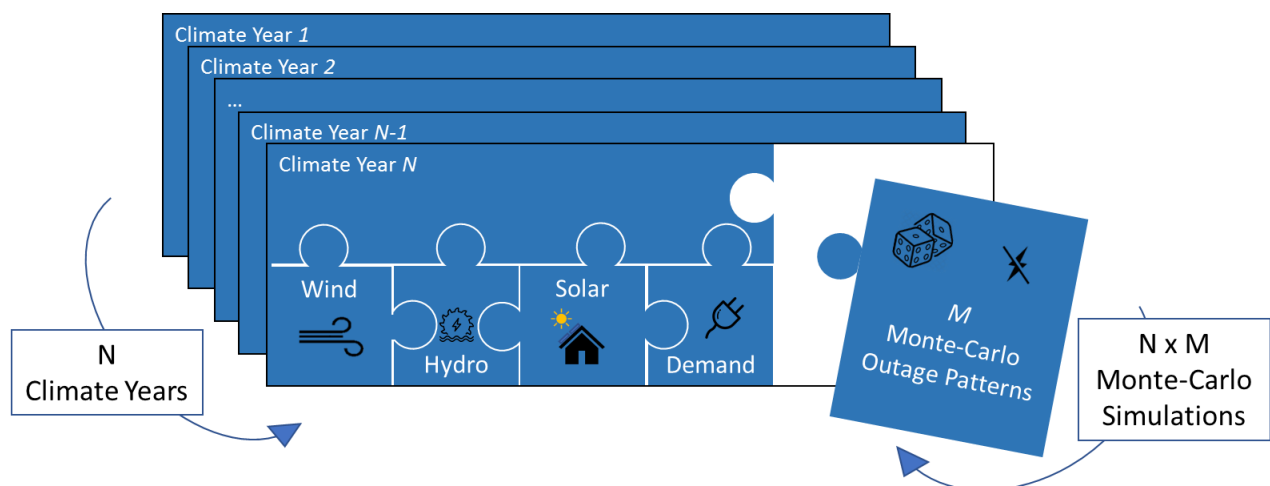 Climate Year 1
Climate Year 2
...
Climate Year N-1
Climate Year N
Wind
Hydro
Solar
Demand
M
Monte-Carlo
Outage Patterns
N
Climate Years
N x M
Monte-Carlo
Simulations